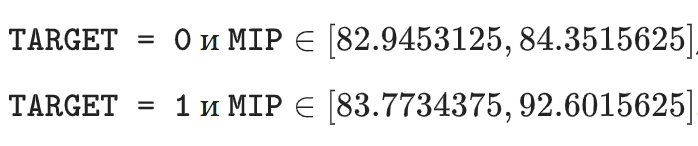 TARGET = 0 и MIP ∈ [82.9453125, 84.3515625],
TARGET = 1 и MIP ∈ [83.7734375, 92.6015625]